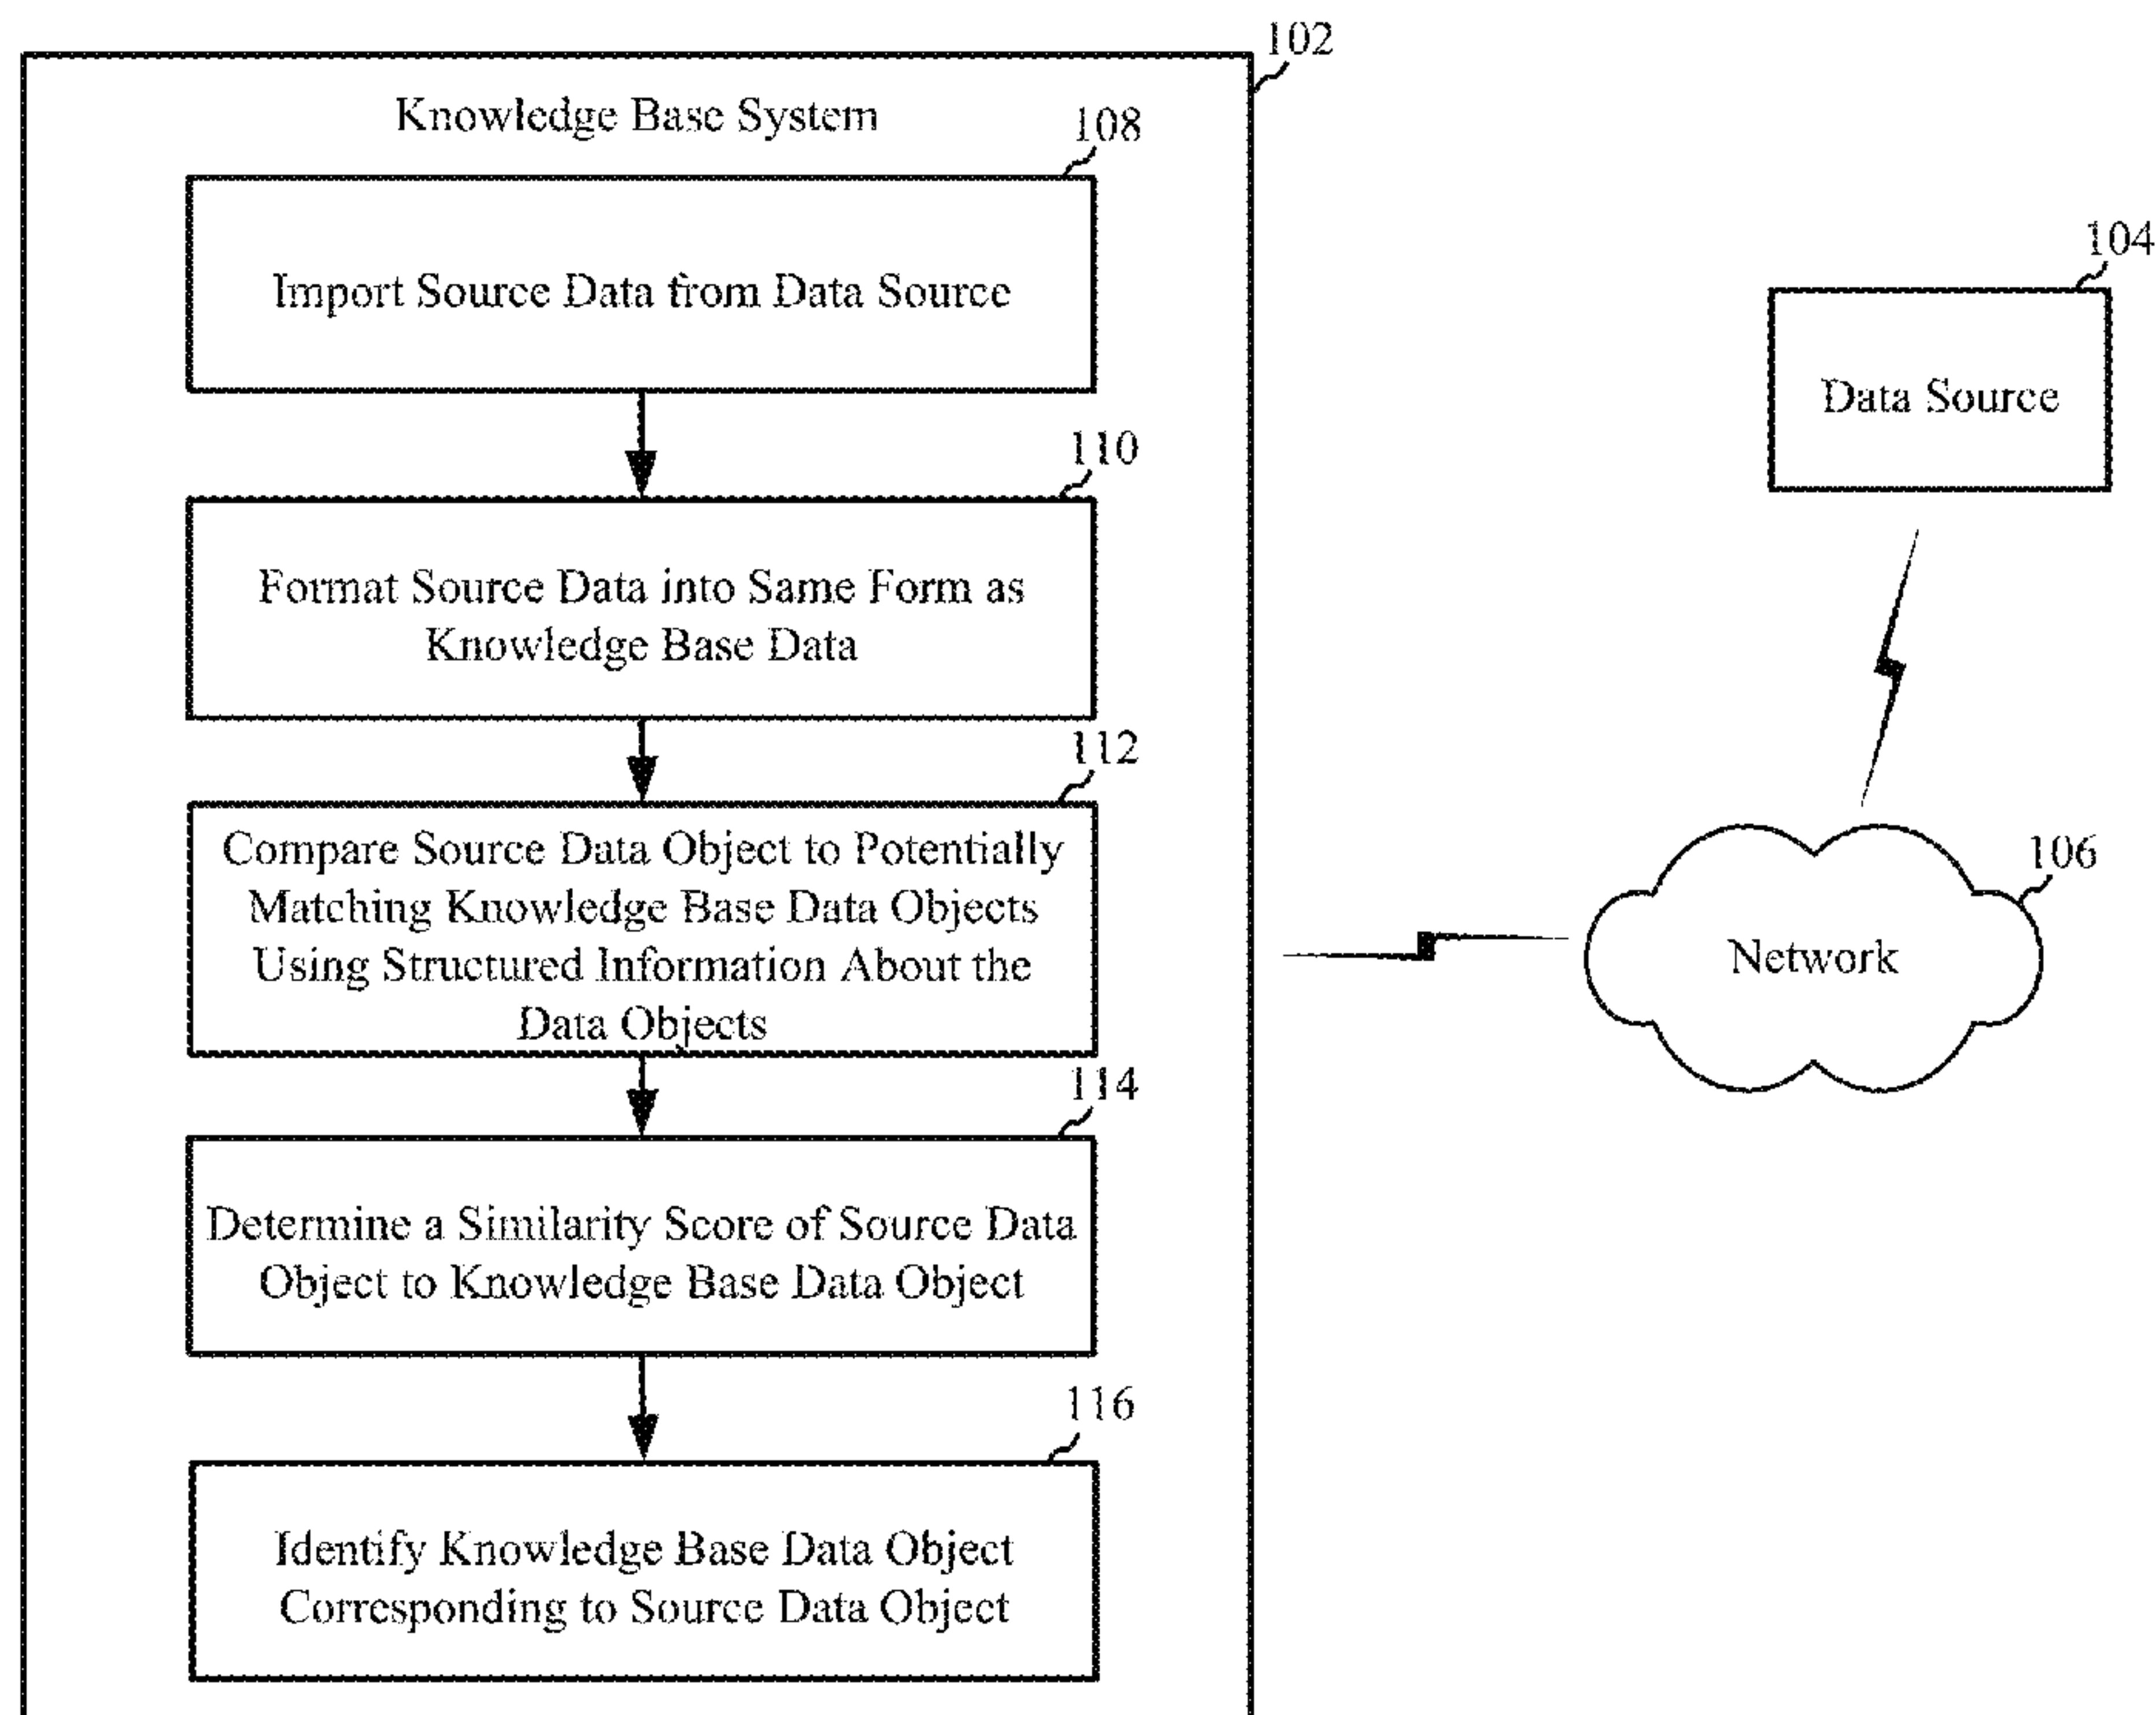 102
Knowledge Base System
108
Import Source Data from Data Source
110
Format Source Data into Same Form as
Knowledge Base Data
112
Compare Source Data Object to Potentially
Matching Knowledge Base Data Objects
Using Structured Information About the
Data Objects
114
Determine a Similarity Score of Source Data
Object to Knowledge Base Data Object
116
Identify Knowledge Base Data Object
Corresponding to Source Data Object
104
Data Source
106
Network